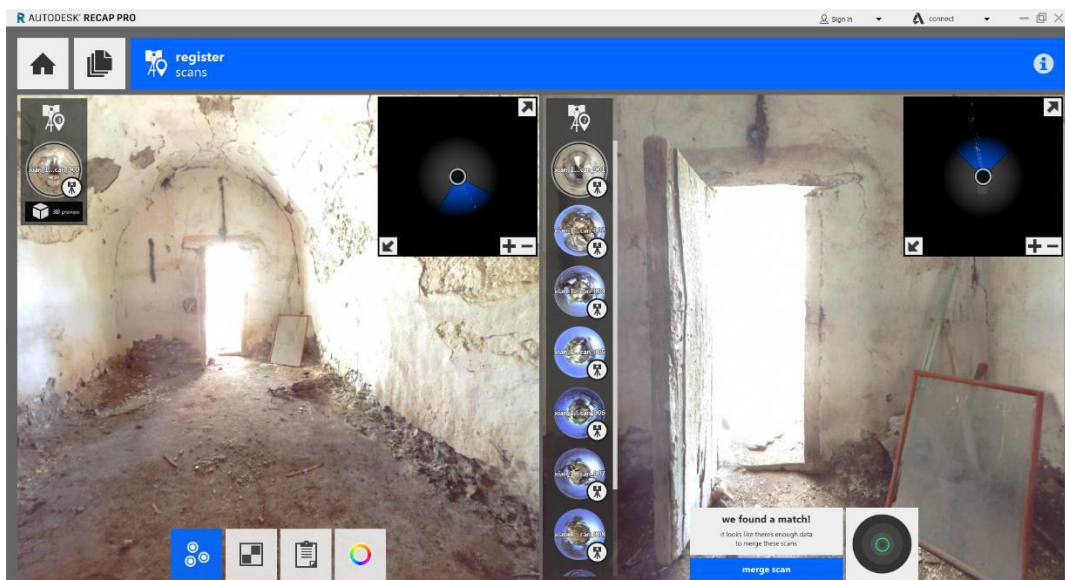 R AUTODESK® RECAP PRO
Sign in
connect
register
scans
3D preview
we found a match!
it looks like there's enough data
to merge these scans
merge scan